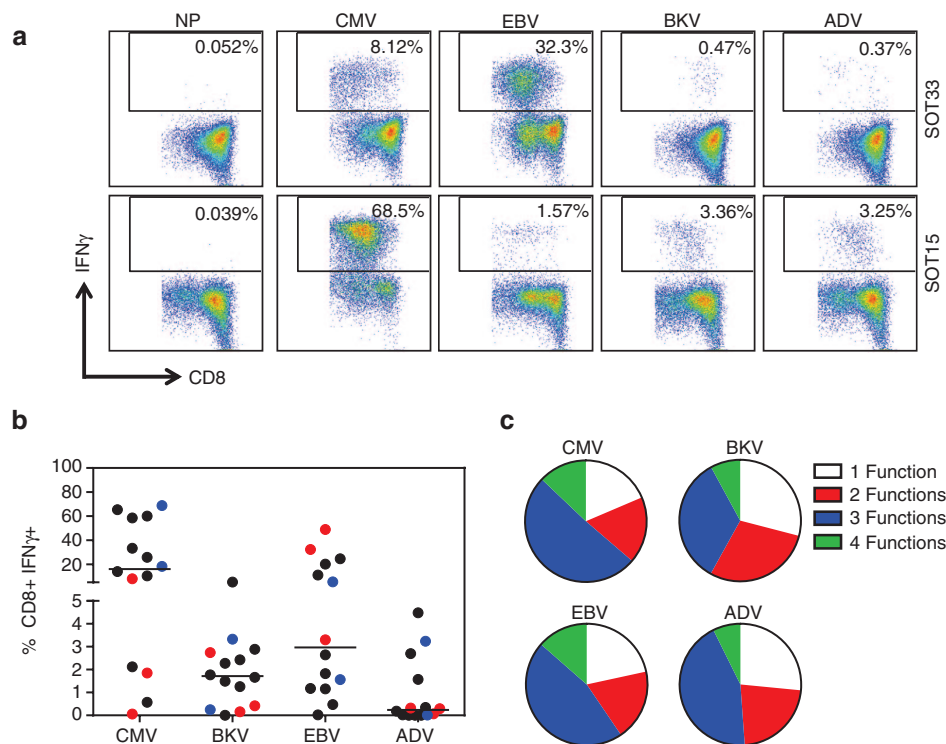 a
NP CMV EBV BKV ADV
0.052% 8.12% 32.3% 0.47% 0.37%
SOT33
0.039% 68.5% 1.57% 3.36% 3.25%
SOT15
IFNγ
CD8
b
% CD8+ IFNγ+
100
80
60
40
20
5
4
3
2
1
0
CMV BKV EBV ADV
c
CMV BKV
1 Function
2 Functions
3 Functions
4 Functions
EBV ADV